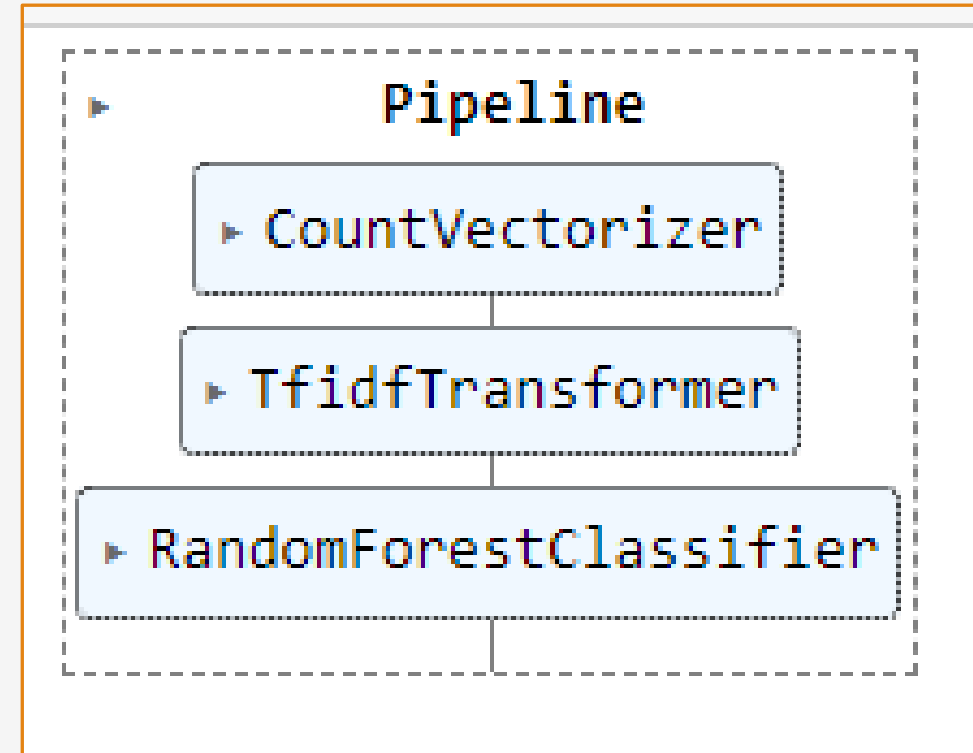 Pipeline
CountVectorizer
TfidfTransformer
RandomForestClassifier